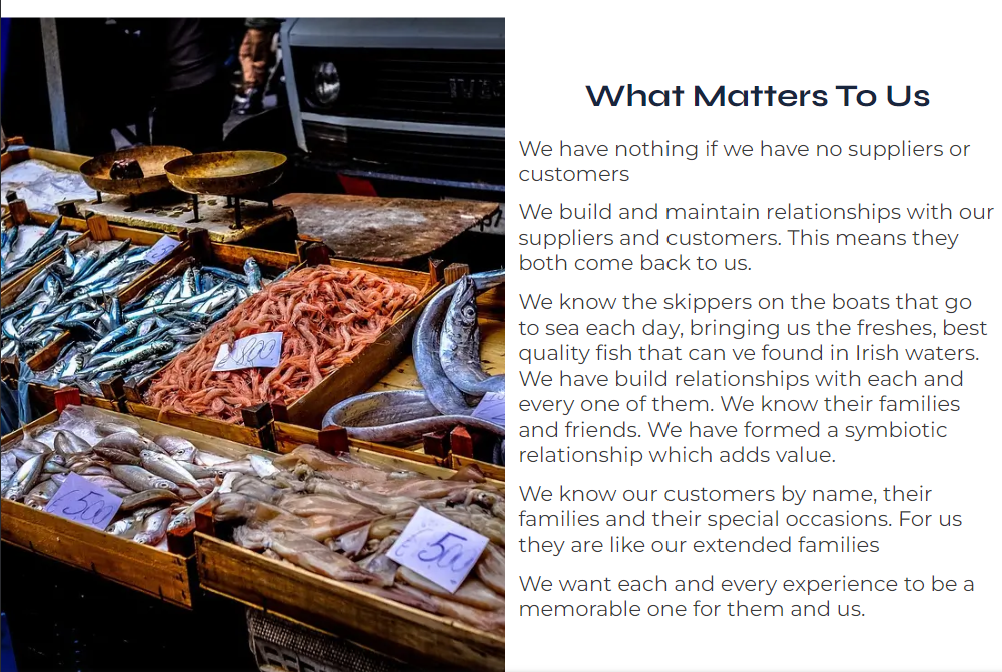 What Matters To Us
We have nothing if we have no suppliers or
customers
We build and maintain relationships with our
suppliers and customers. This means they
both come back to us.
We know the skippers on the boats that go
to sea each day, bringing us the freshes, best
quality fish that can ve found in Irish waters.
We have build relationships with each and
every one of them. We know their families
and friends. We have formed a symbiotic
relationship which adds value.
We know our customers by name, their
families and their special occasions. For us
they are like our extended families
We want each and every experience to be a
memorable one for them and us.
€ 500
€ 500